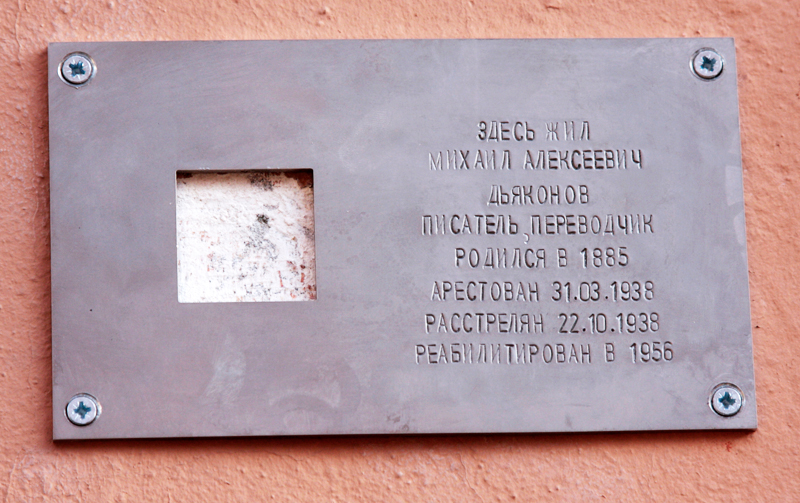 ЗДЕСЬ ЖИЛ
МИХАИЛ АЛЕКСЕЕВИЧ
ДЬЯКОНОВ
ПИСАТЕЛЬ, ПЕРЕВОДЧИК
РОДИЛСЯ В 1885
АРЕСТОВАН 31.03.1938
РАССТРЕЛЯН 22.10.1938
РЕАБИЛИТИРОВАН В 1956